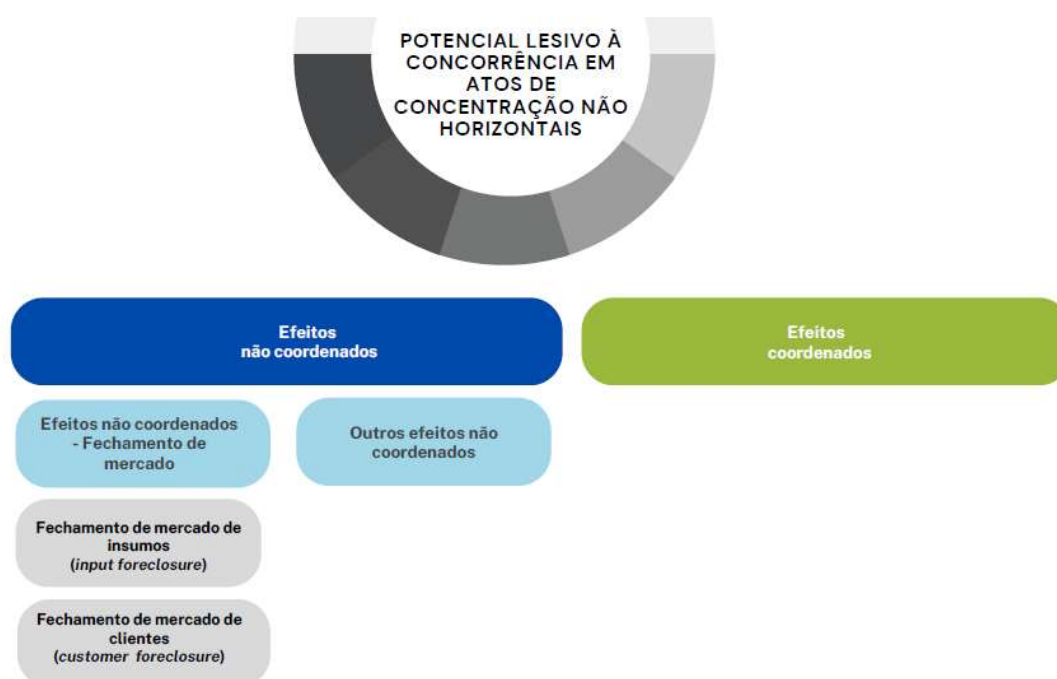 POTENCIAL LESIVO À
CONCORRÊNCIA EM
ATOS DE
CONCENTRAÇÃO NÃO
HORIZONTAIS
Efeitos
não coordenados
Efeitos
coordenados
Efeitos não coordenados
- Fechamento de
mercado
Outros efeitos não
coordenados
Fechamento de mercado de
insumos
(input foreclosure)
Fechamento de mercado de
clientes
(customer foreclosure)